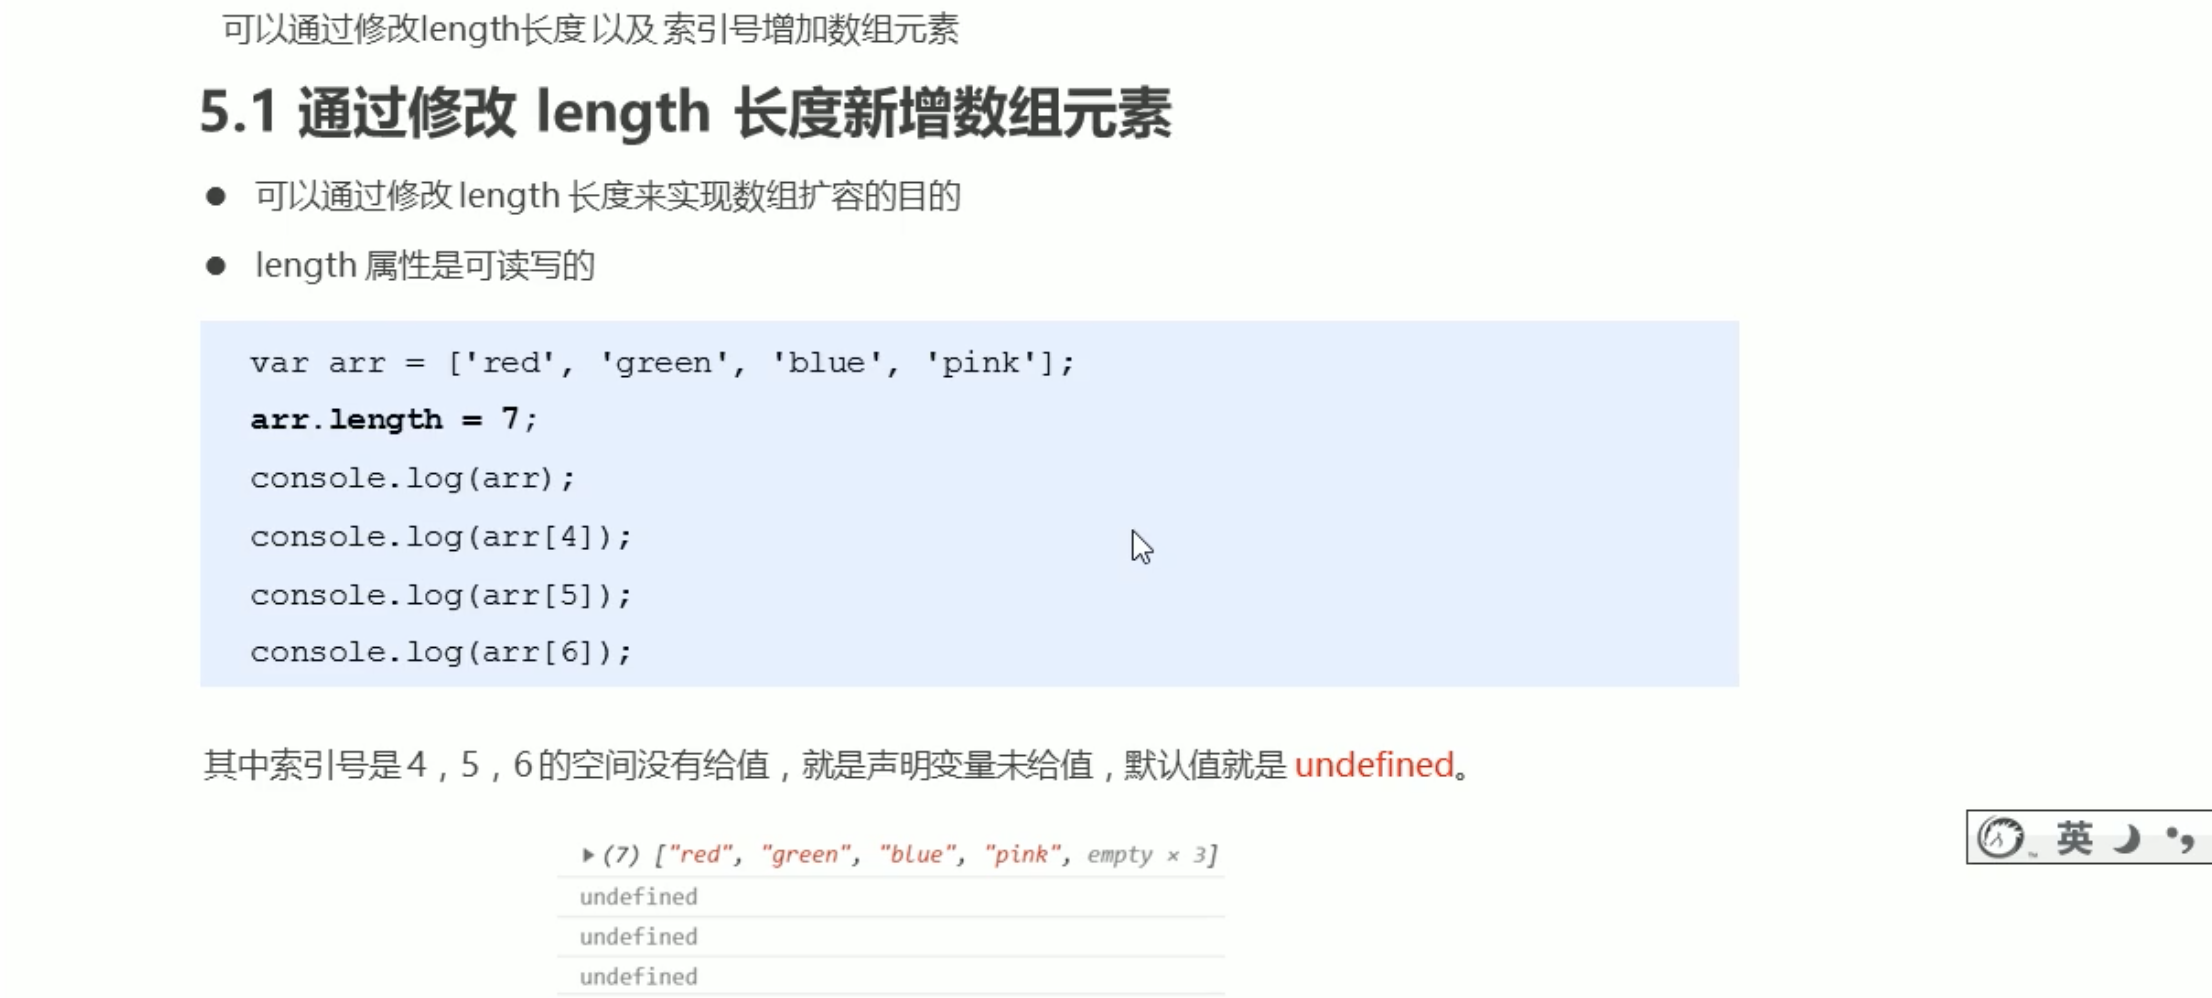 可以通过修改length长度以及索引号增加数组元素
5.1 通过修改 length 长度新增数组元素
● 可以通过修改 length 长度来实现数组扩容的目的
● length 属性是可读写的
var arr = ['red', 'green', 'blue', 'pink'];
arr.length = 7;
console.log(arr);
console.log(arr[4]);
console.log(arr[5]);
console.log(arr[6]);
其中索引号是4，5，6的空间没有给值，就是声明变量未给值，默认值就是 undefined。
英
▶(7) ["red", "green", "blue", "pink", empty × 3]
undefined
undefined
undefined